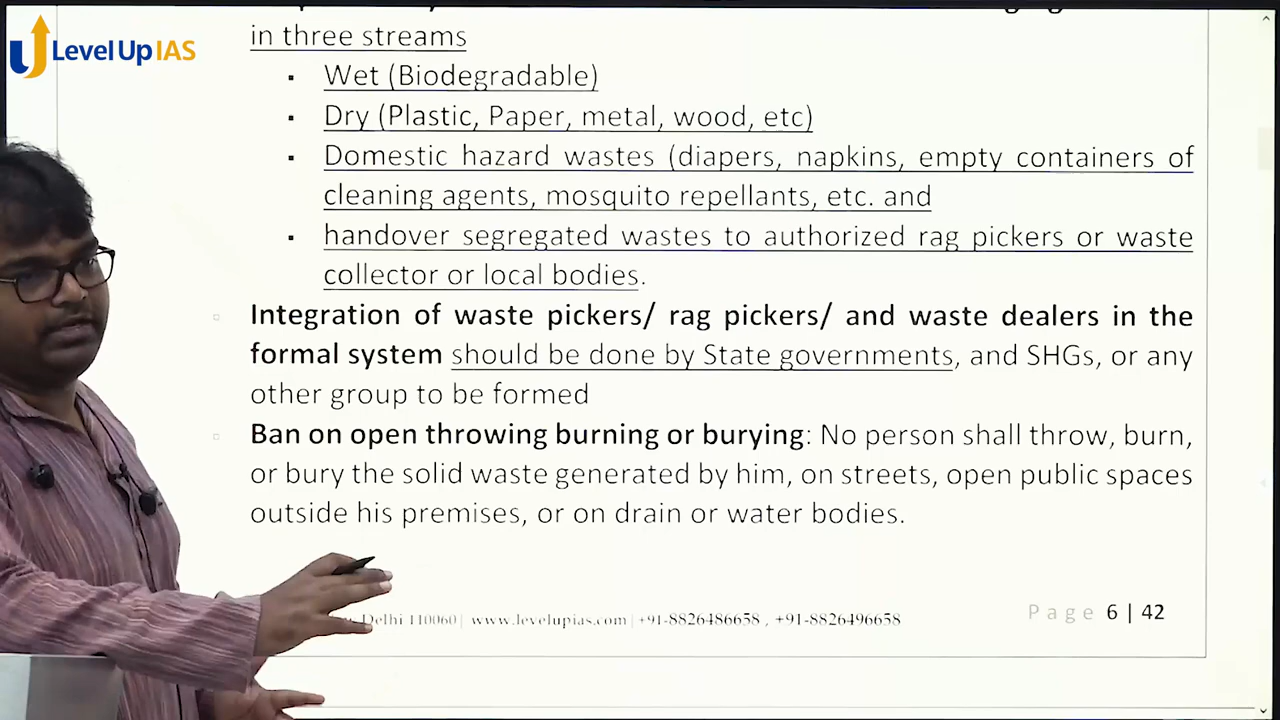 Level Up IAS
in three streams
▪ Wet (Biodegradable)
▪ Dry (Plastic, Paper, metal, wood, etc)
▪ Domestic hazard wastes (diapers, napkins, empty containers of
cleaning agents, mosquito repellants, etc. and
▪ handover segregated wastes to authorized rag pickers or waste
collector or local bodies.
Integration of waste pickers/ rag pickers/ and waste dealers in the
formal system should be done by State governments, and SHGs, or any
other group to be formed
Ban on open throwing burning or burying: No person shall throw, burn,
or bury the solid waste generated by him, on streets, open public spaces
outside his premises, or on drain or water bodies.
Delhi 110060| www.levelupias.com | +91-8826486658 , +91-8826496658
Page 6 | 42